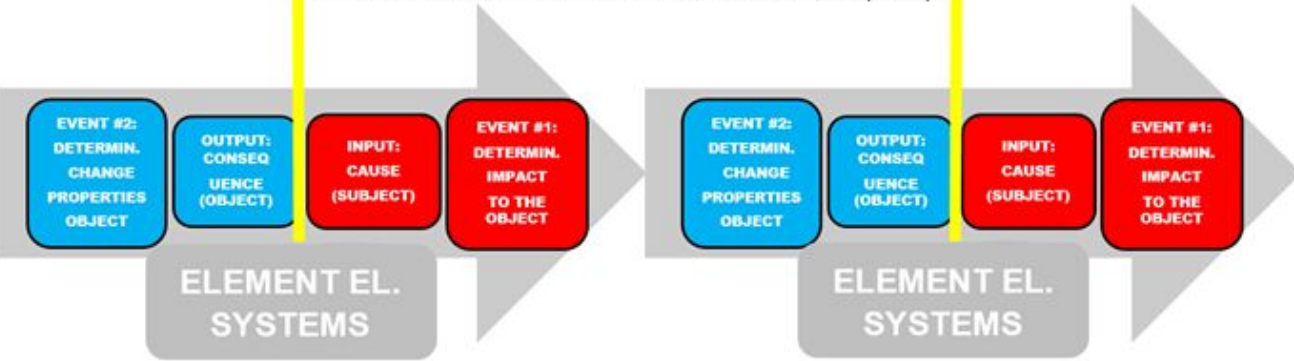 EVENT #2:
DETERMIN.
CHANGE
PROPERTIES
OBJECT
OUTPUT:
CONSEQ
UENCE
(OBJECT)
INPUT:
CAUSE
(SUBJECT)
EVENT #1:
DETERMIN.
IMPACT
TO THE
OBJECT
ELEMENT EL.
SYSTEMS
EVENT #2:
DETERMIN.
CHANGE
PROPERTIES
OBJECT
OUTPUT:
CONSEQ
UENCE
(OBJECT)
INPUT:
CAUSE
(SUBJECT)
EVENT #1:
DETERMIN.
IMPACT
TO THE
OBJECT
ELEMENT EL.
SYSTEMS